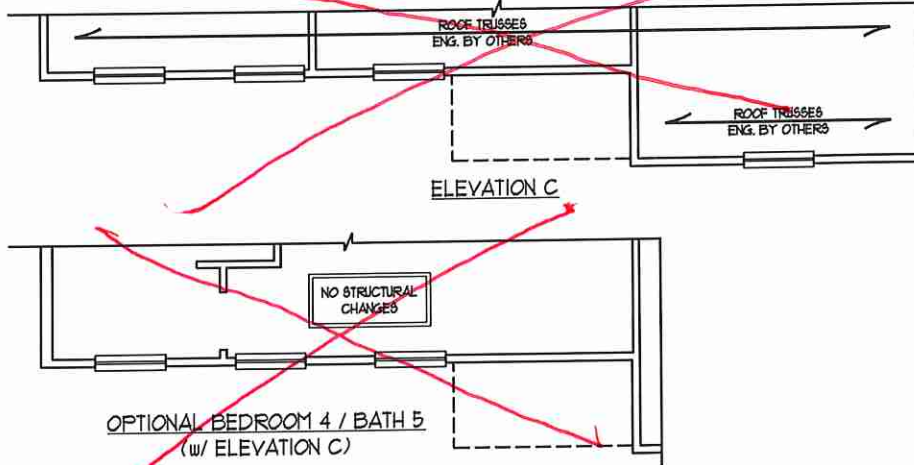 ROOF TRUSSES
ENG. BY OTHERS
ROOF TRUSSES
ENG. BY OTHERS
ELEVATION C
NO STRUCTURAL
CHANGES
OPTIONAL BEDROOM 4 / BATH 5
(w/ ELEVATION C)